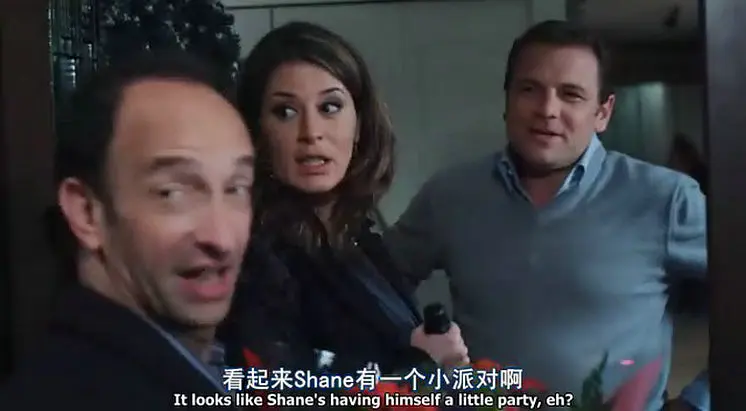 看起来Shane有一个小派对啊
It looks like Shane's having himself a little party, eh?